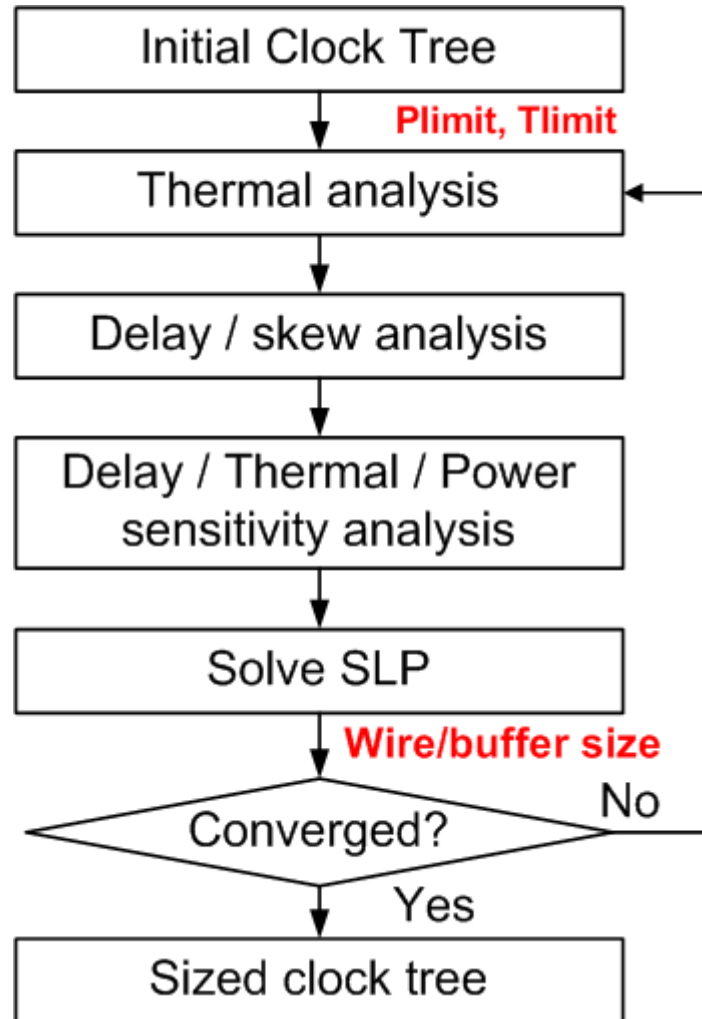 Initial Clock Tree
Plimit, Tlimit
Thermal analysis
Delay / skew analysis
Delay / Thermal / Power
sensitivity analysis
Solve SLP
Wire/buffer size
Converged?
No
Yes
Sized clock tree